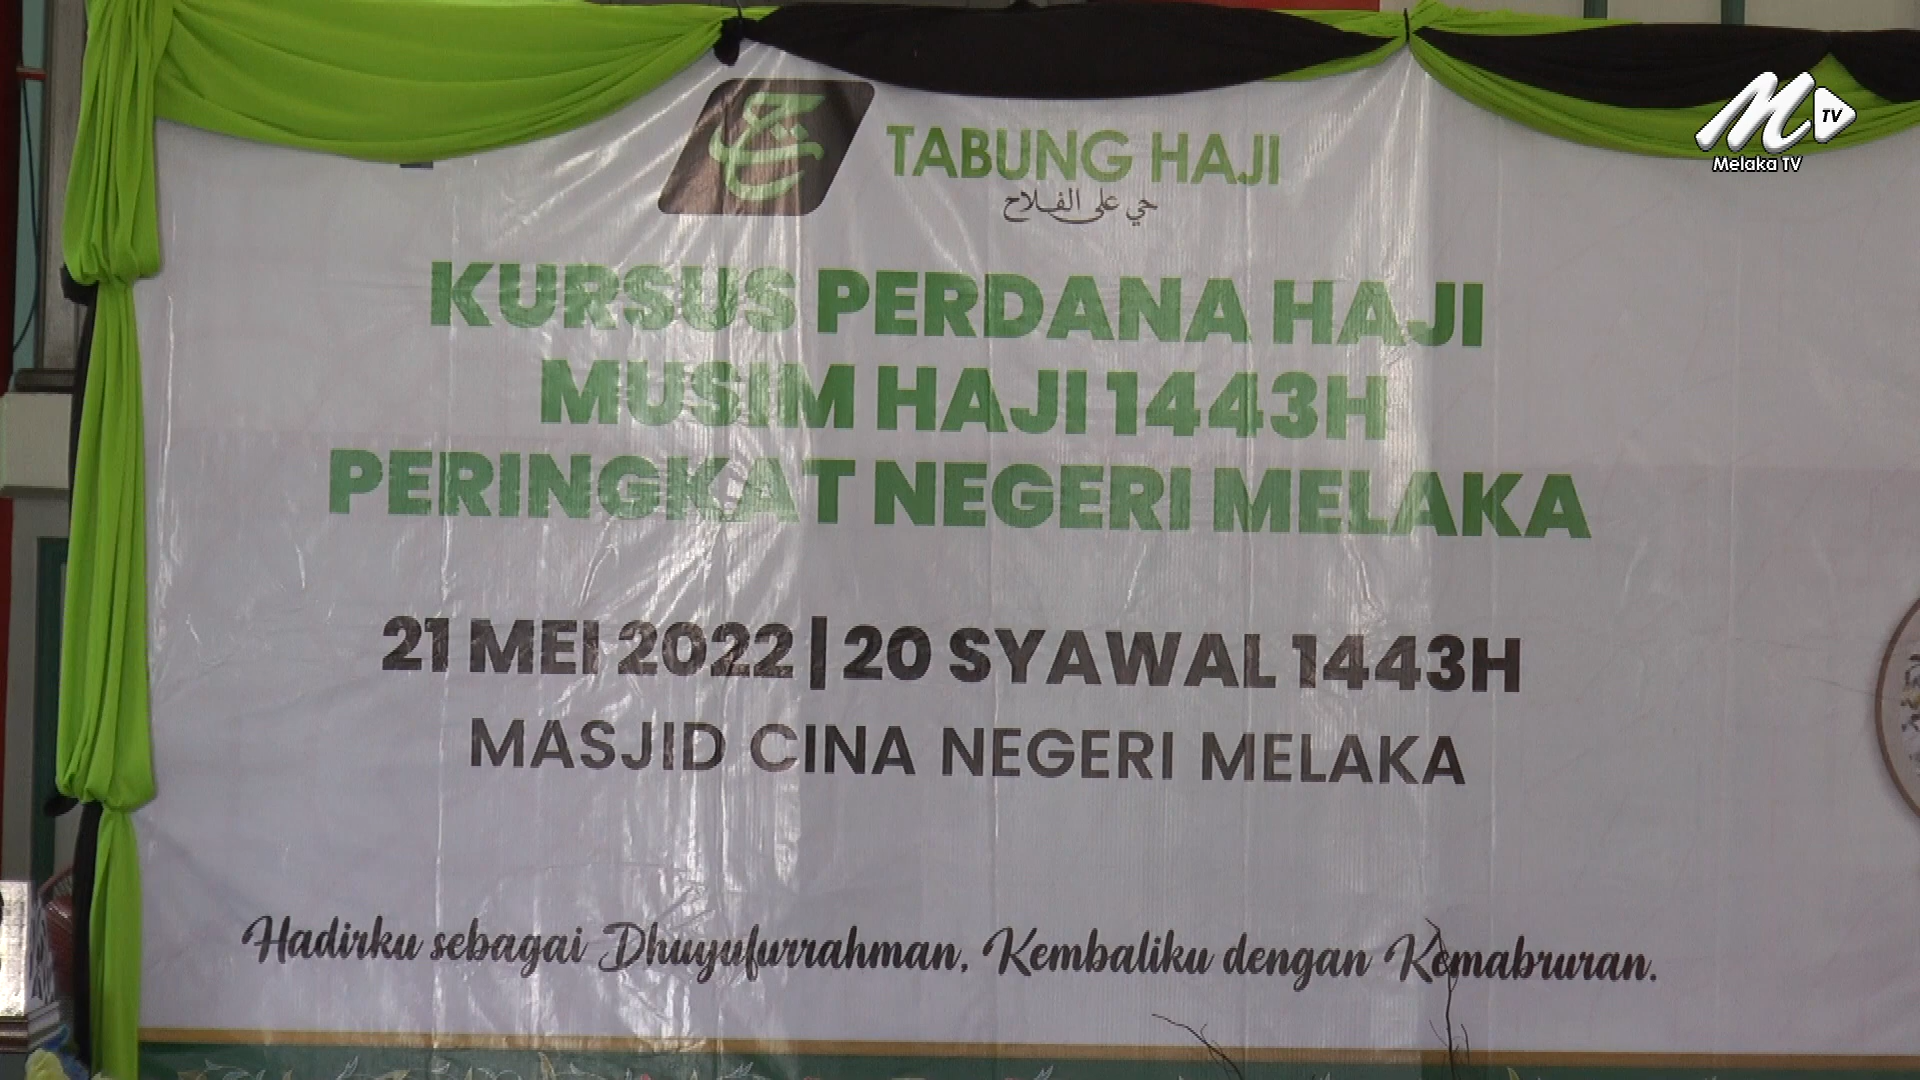 M TV
Melaka TV
TABUNG HAJI
حي على الفلاح
KURSUS PERDANA HAJI
MUSIM HAJI 1443H
PERINGKAT NEGERI MELAKA
21 MEI 2022 | 20 SYAWAL 1443H
MASJID CINA NEGERI MELAKA
Hadirku sebagai Dhuyufurrahman, Kembaliku dengan Kemabruran.